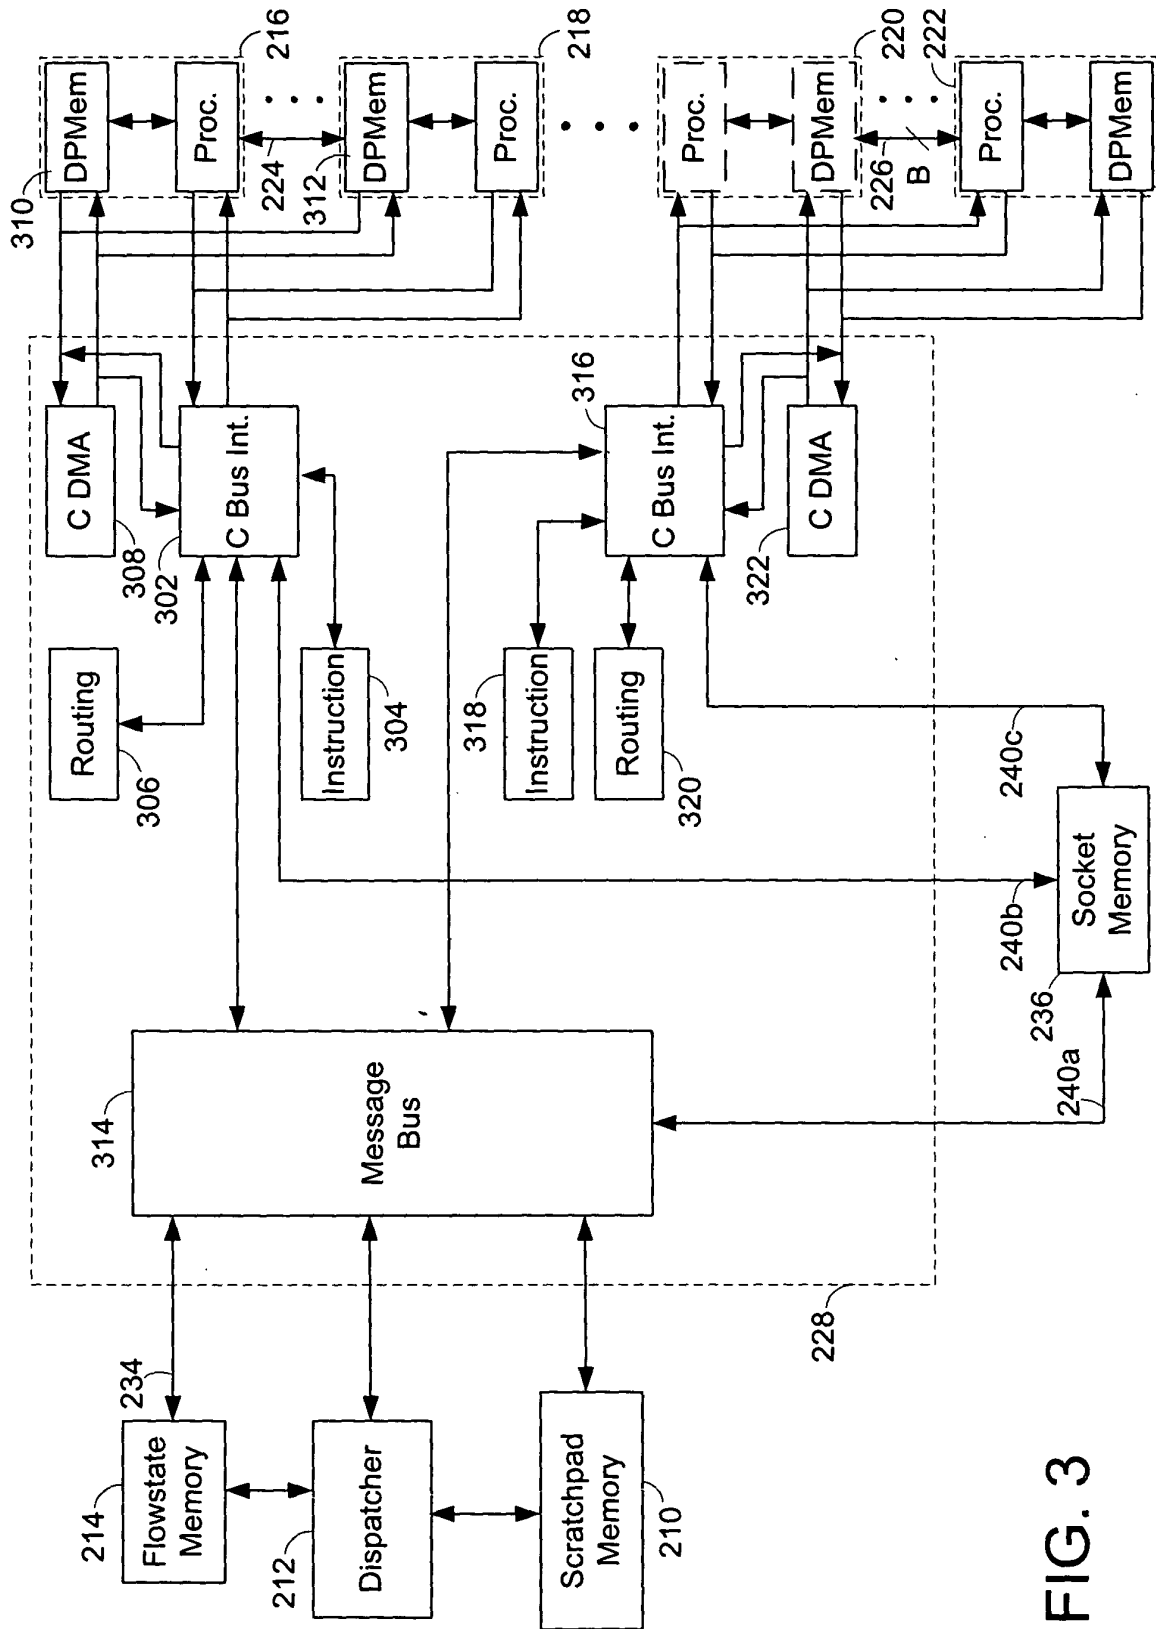 310
DPMem
Proc.
216
224
312
DPMem
Proc.
218
Proc.
DPMem
220
226
B
222
Proc.
DPMem
C DMA
308
C Bus Int.
302
316
C Bus Int.
C DMA
322
Routing
306
Instruction
304
318
Instruction
Routing
320
240c
240b
Socket
Memory
236
240a
314
Message
Bus
228
234
214
Flowstate
Memory
212
Dispatcher
Scratchpad
Memory
210
FIG. 3